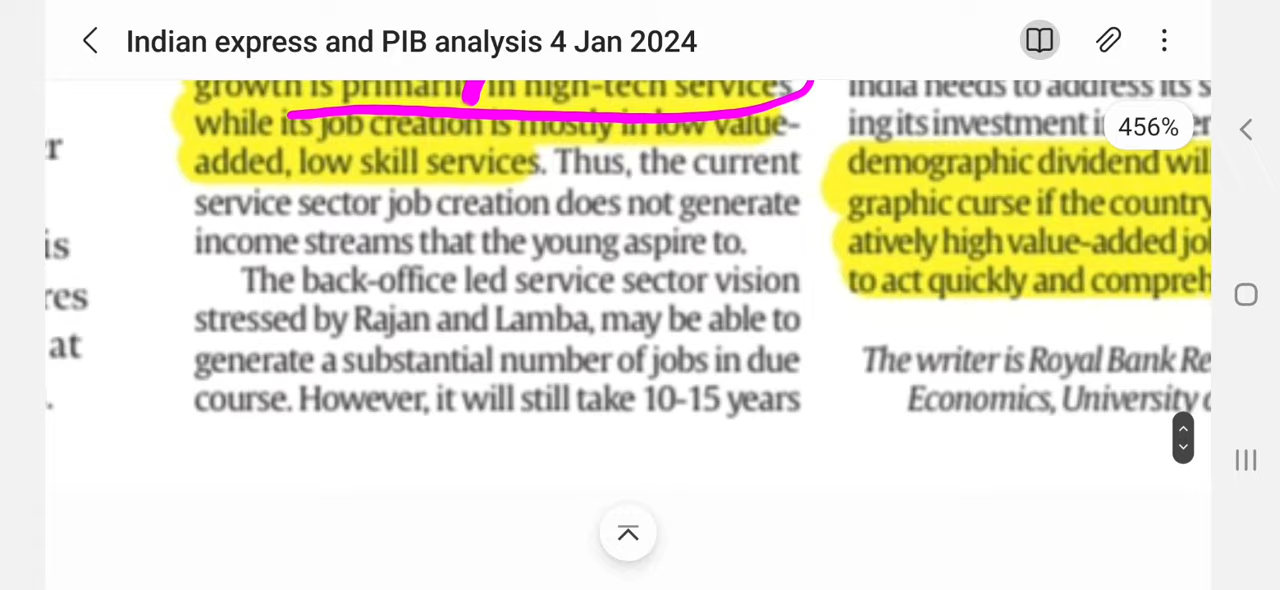 Indian express and PIB analysis 4 Jan 2024
456%
r
is
res
at
.
growth is primarily in high-tech services
while its job creation is mostly in low value-
added, low skill services. Thus, the current
service sector job creation does not generate
income streams that the young aspire to.
The back-office led service sector vision
stressed by Rajan and Lamba, may be able to
generate a substantial number of jobs in due
course. However, it will still take 10-15 years
India needs to address its s
ing its investment i
demographic dividend wil
graphic curse if the country
atively high value-added jo
to act quickly and compreh
The writer is Royal Bank Re
Economics, University